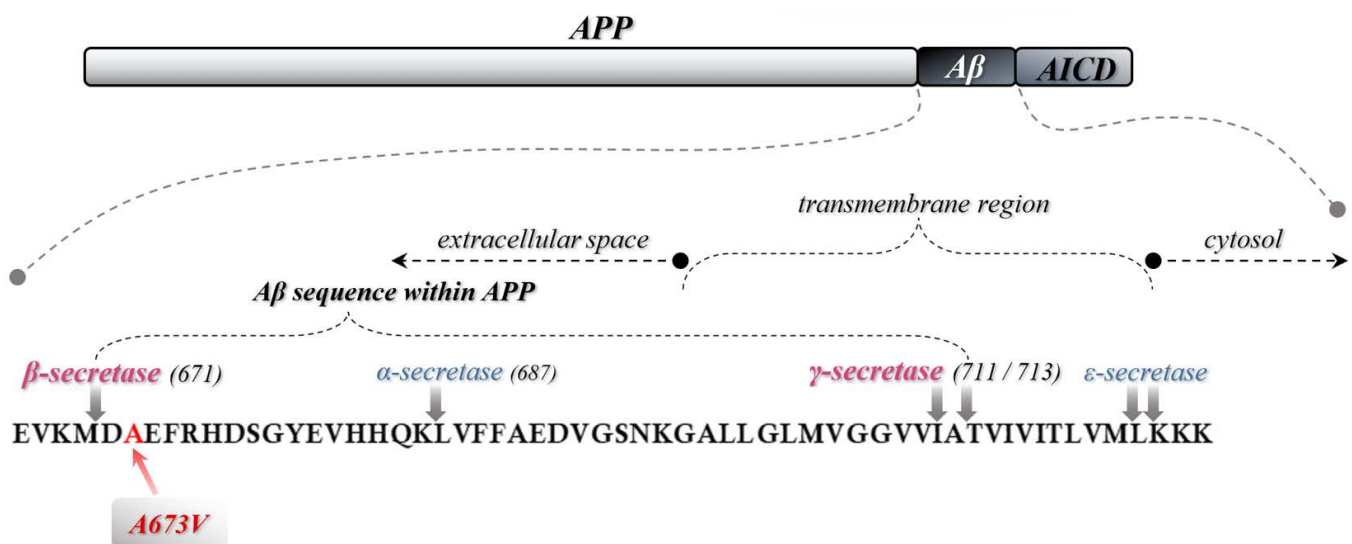 APP
Aβ AICD
transmembrane region
extracellular space cytosol
Aβ sequence within APP
β-secretase (671) α-secretase (687) γ-secretase (711 / 713) ε-secretase
EVKMDAEFRHDSGYEVHHQKLVFFAEDVGSNKGALLGLMVGGVVIATVIVITLVMLKKK
A673V